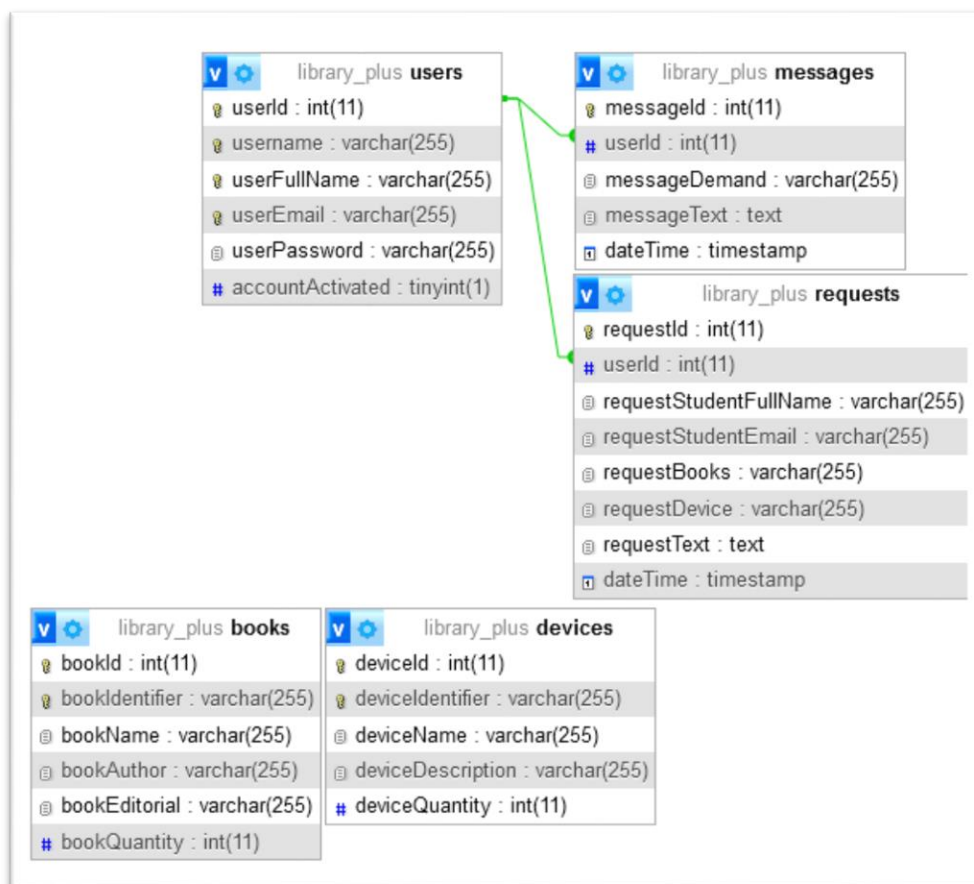 library_plus users
userId : int(11)
username : varchar(255)
userFullName : varchar(255)
userEmail : varchar(255)
userPassword : varchar(255)
accountActivated : tinyint(1)
library_plus messages
messageId : int(11)
userId : int(11)
messageDemand : varchar(255)
messageText : text
dateTime : timestamp
library_plus requests
requestId : int(11)
userId : int(11)
requestStudentFullName : varchar(255)
requestStudentEmail : varchar(255)
requestBooks : varchar(255)
requestDevice : varchar(255)
requestText : text
dateTime : timestamp
library_plus books
bookId : int(11)
bookIdentifier : varchar(255)
bookName : varchar(255)
bookAuthor : varchar(255)
bookEditorial : varchar(255)
bookQuantity : int(11)
library_plus devices
deviceId : int(11)
deviceIdentifier : varchar(255)
deviceName : varchar(255)
deviceDescription : varchar(255)
deviceQuantity : int(11)